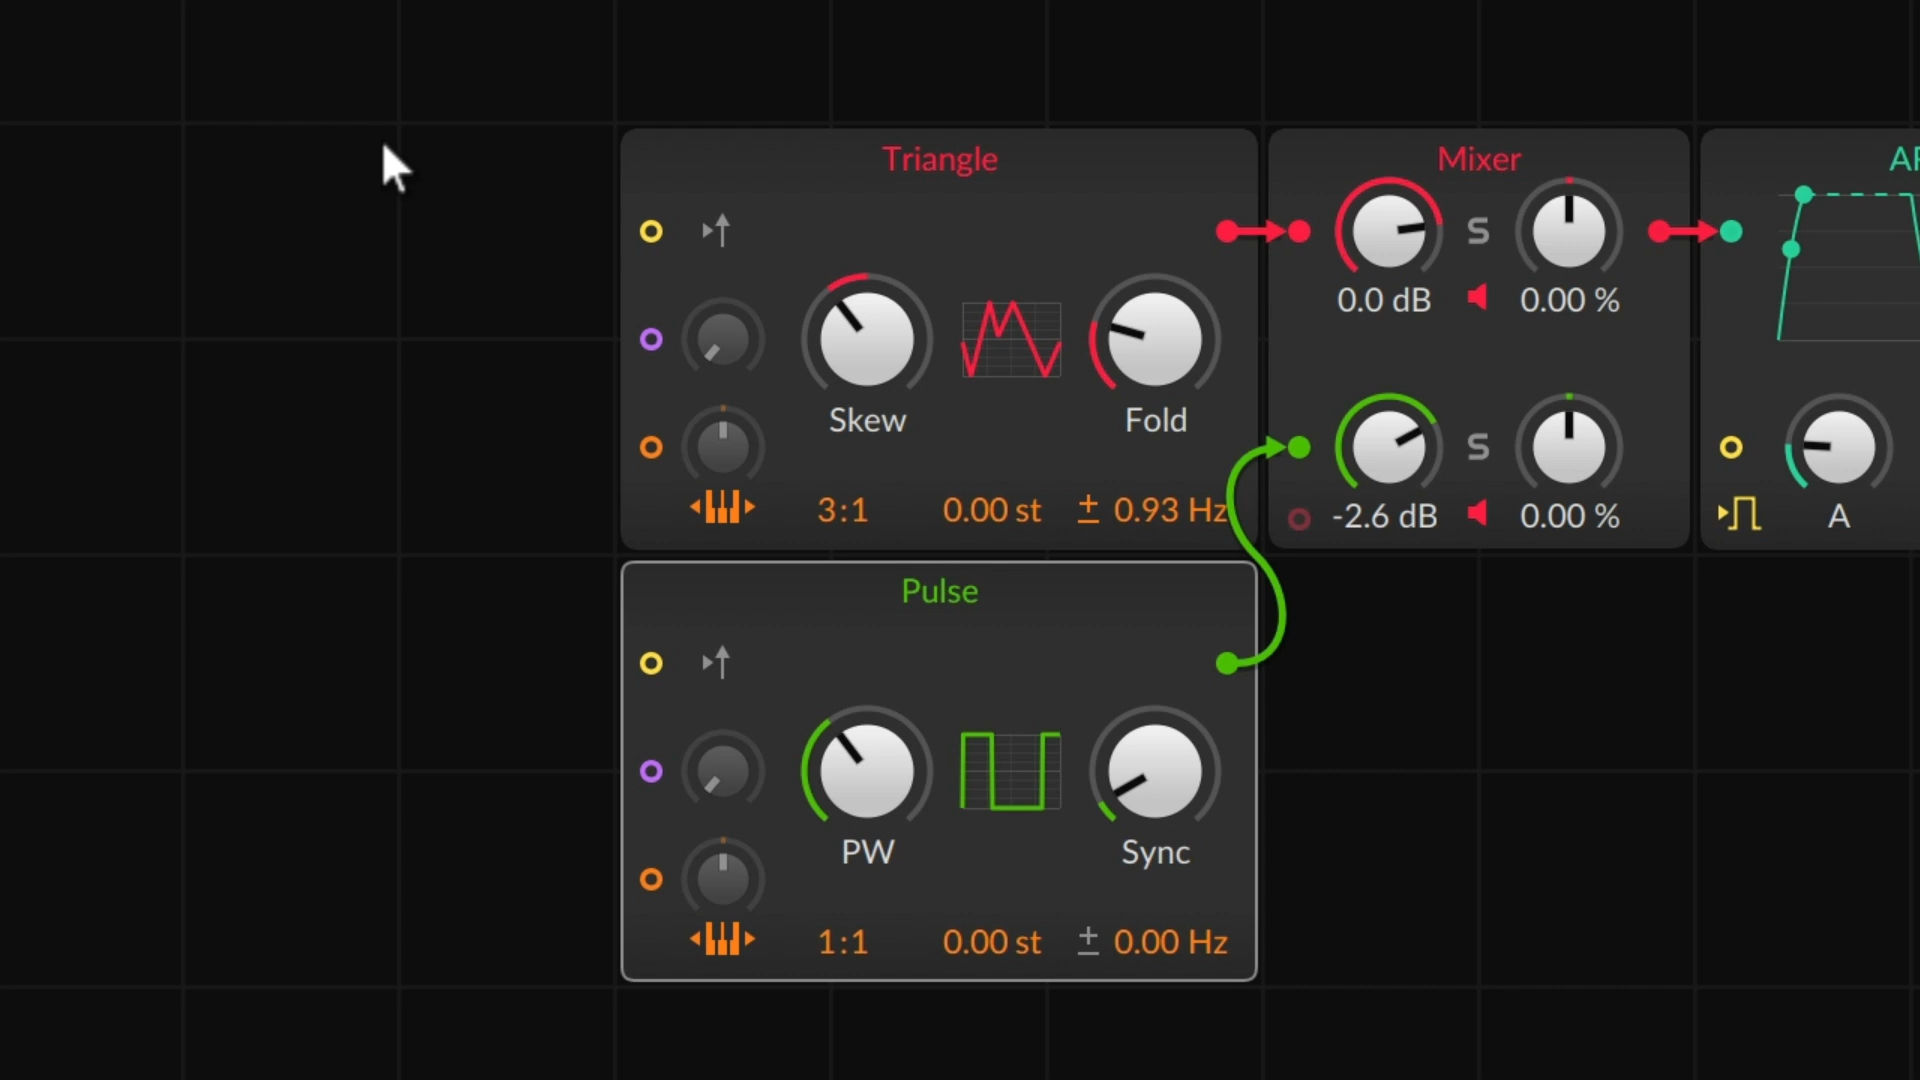 Triangle
Skew
Fold
3:1 0.00 st ± 0.93 Hz
Mixer
S
0.0 dB 0.00 %
S
-2.6 dB 0.00 %
A
Pulse
PW
Sync
1:1 0.00 st ± 0.00 Hz